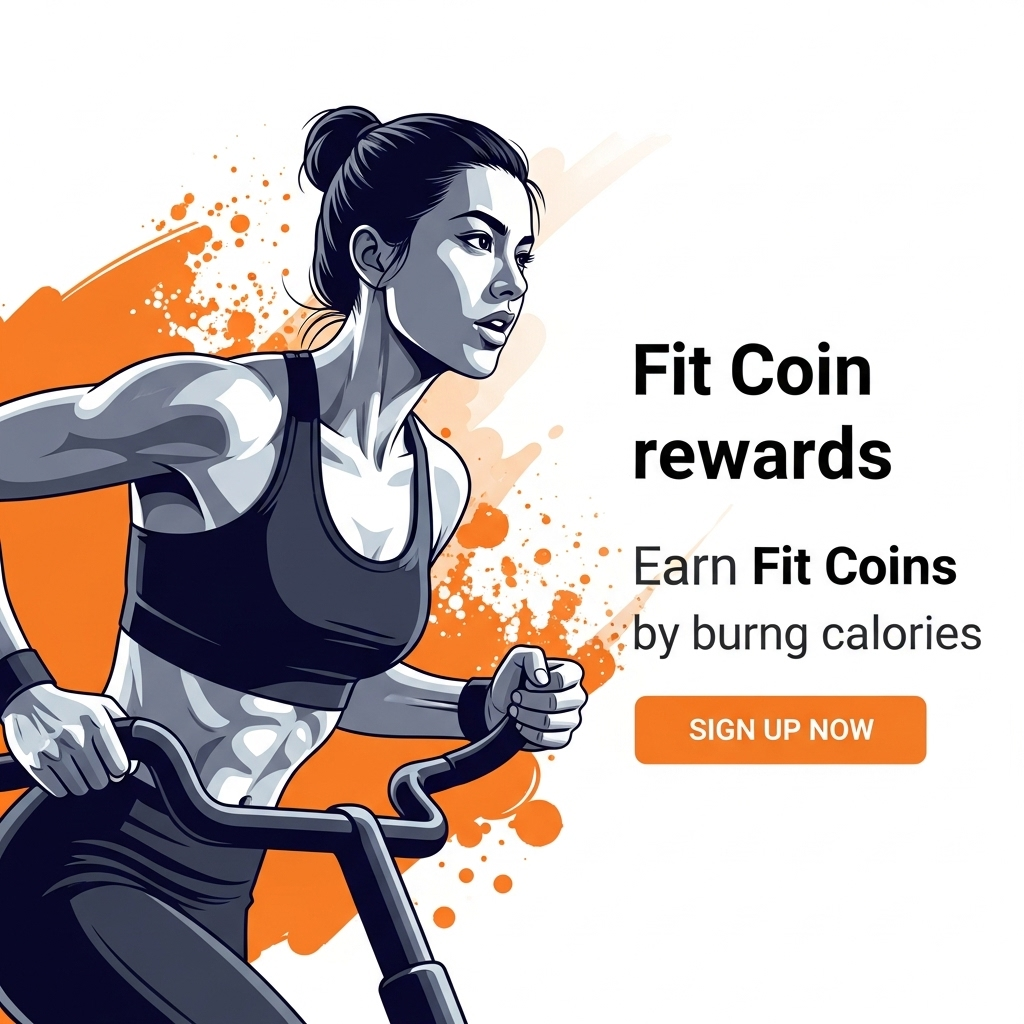 Fit Coin
rewards
Earn Fit Coins
by burng calories
SIGN UP NOW